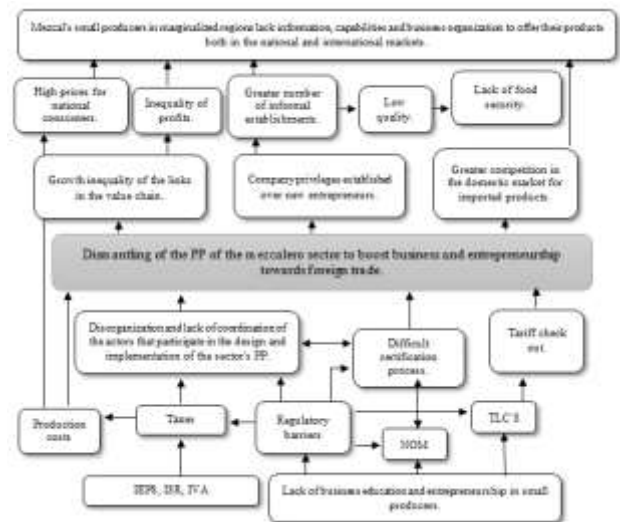 Mezcal's small producers in marginalized regions lack information, capabilities and business organization to offer their products
both in the national and international markets.
High prices for
national
consumers.
Inequality of
profits.
Greater number
of informal
establishments.
Low
quality.
Lack of food
security.
Growth inequality of the links
in the value chain.
Company privileges established
over new entrepreneurs.
Greater competition in
the domestic market for
imported products.
Dismantling of the PP of the mezcalero sector to boost business and entrepreneurship
towards foreign trade.
Disorganization and lack of coordination of
the actors that participate in the design and
implementation of the sector's PP.
Difficult
certification
process.
Tariff check
out.
Production
costs
Taxes
Regulatory
barriers
NOM
TLC'S
IEPS, ISR, IVA
Lack of business education and entrepreneurship in small
producers.